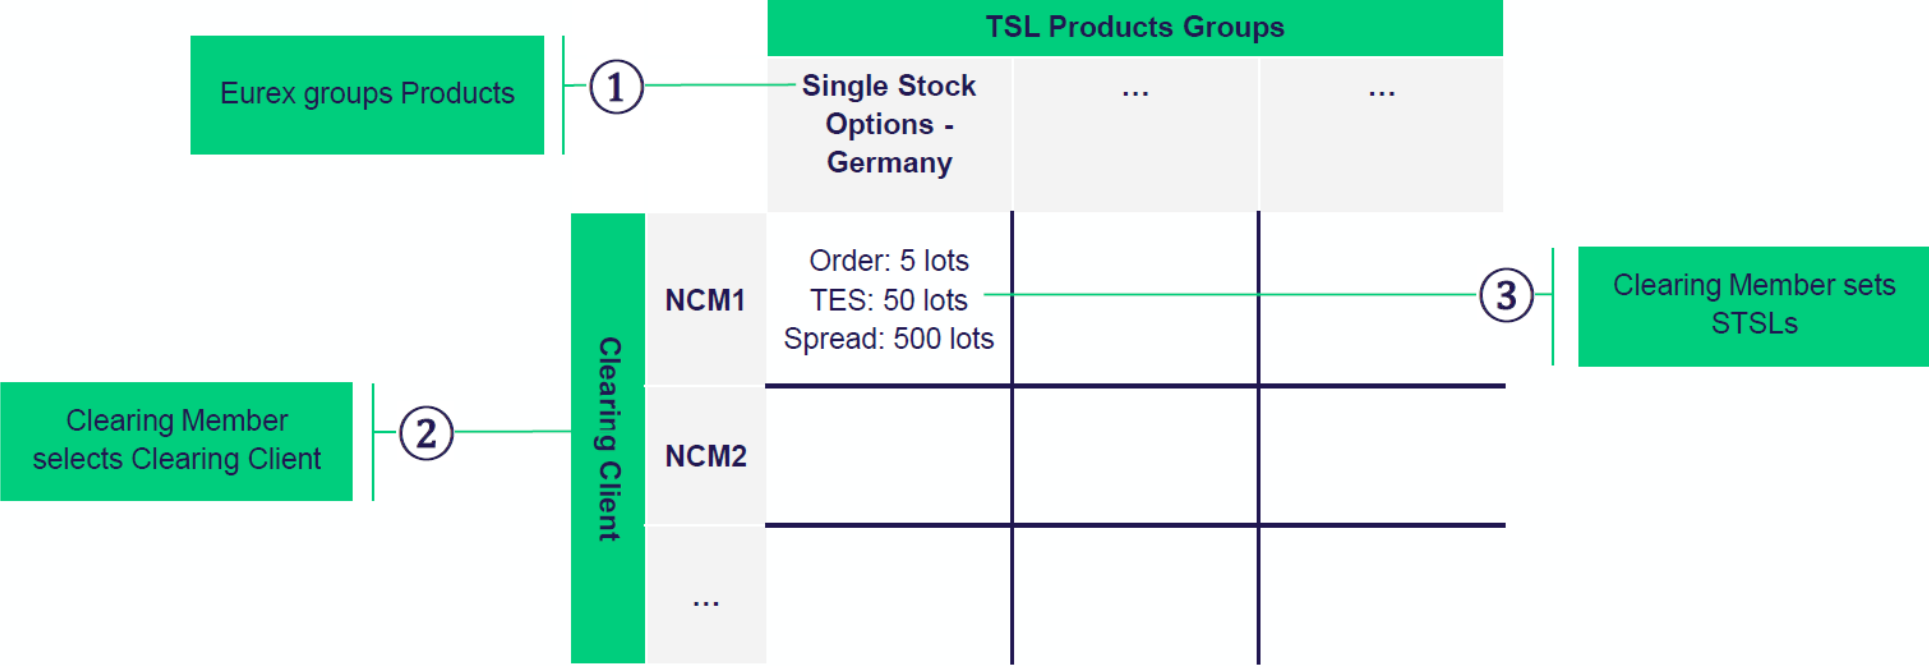 TSL Products Groups
Eurex groups Products
1
Single Stock
Options -
Germany
...
...
Clearing Client
NCM1
Order: 5 lots
TES: 50 lots
Spread: 500 lots
3
Clearing Member sets
STSLs
Clearing Member
selects Clearing Client
2
NCM2
...